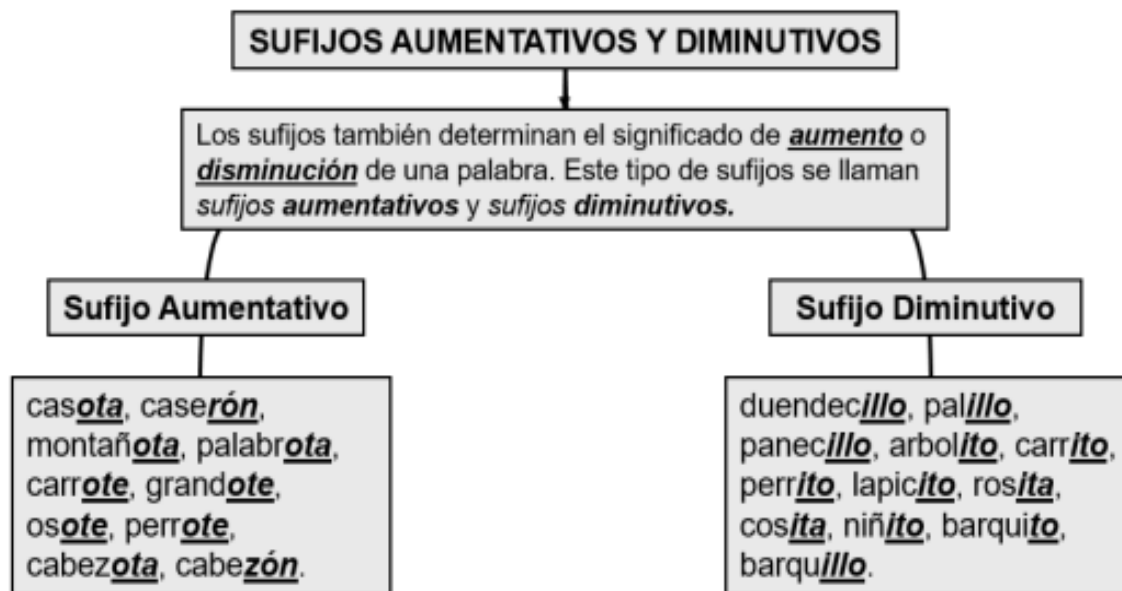 SUFIJOS AUMENTATIVOS Y DIMINUTIVOS
Los sufijos también determinan el significado de aumento o
disminución de una palabra. Este tipo de sufijos se llaman
sufijos aumentativos y sufijos diminutivos.
Sufijo Aumentativo
casota, caserón,
montañota, palabrota,
carrote, grandote,
osote, perrote,
cabezota, cabezón.
Sufijo Diminutivo
duendecillo, palillo,
panecillo, arbolito, carrito,
perrito, lapicito, rosita,
cosita, niñito, barquito,
barquillo.